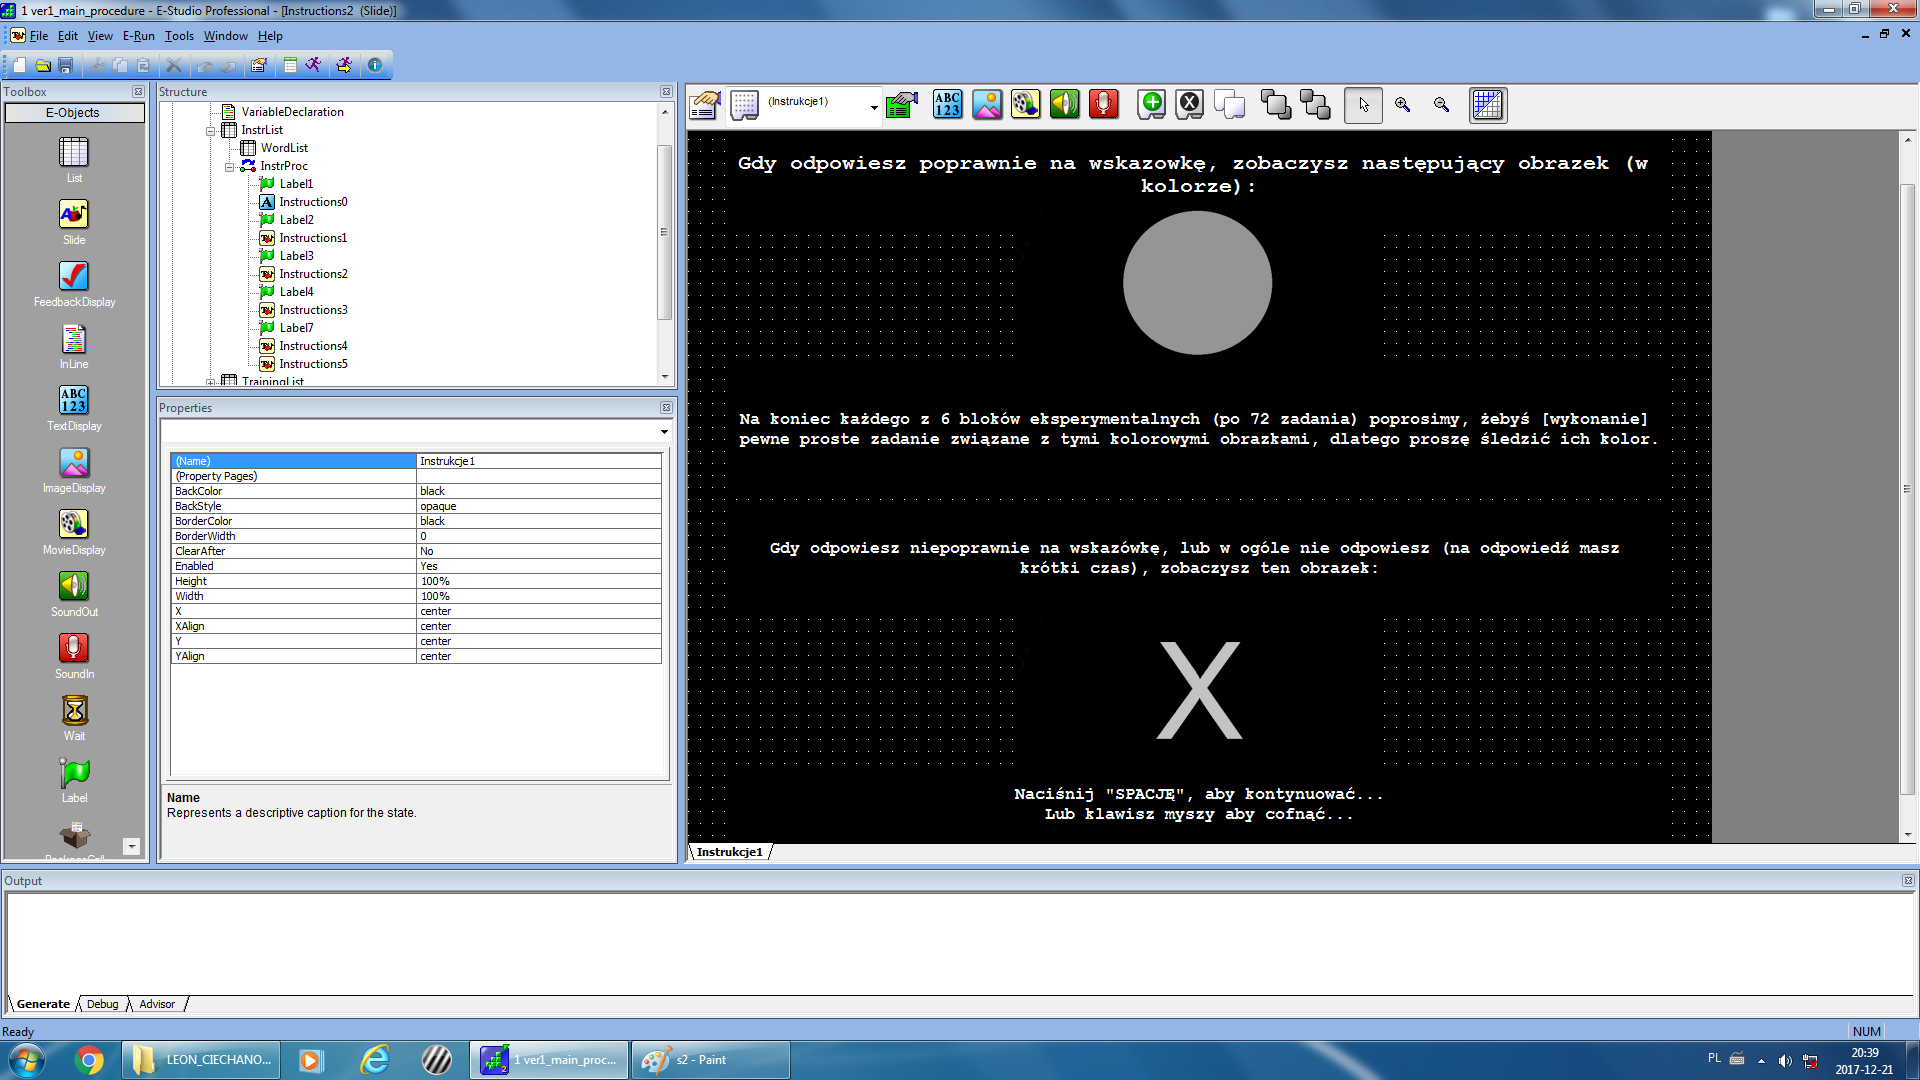 1 ver1_main_procedure - E-Studio Professional - [Instructions2 (Slide)]
File Edit View E-Run Tools Window Help
Toolbox
E-Objects
List
Slide
FeedbackDisplay
InLine
ABC
123
TextDisplay
ImageDisplay
MovieDisplay
SoundOut
SoundIn
Wait
Label
Structure
VariableDeclaration
InstrList
WordList
InstrProc
Label1
Instructions0
Label2
Instructions1
Label3
Instructions2
Label4
Instructions3
Label7
Instructions4
Instructions5
TrainingList
Properties
(Name) Instrukcje1
(Property Pages)
BackColor black
BackStyle opaque
BorderColor black
BorderWidth 0
ClearAfter No
Enabled Yes
Height 100%
Width 100%
X center
XAlign center
Y center
YAlign center
Name
Represents a descriptive caption for the state.
(Instrukcje1)
ABC
123
Gdy odpowiesz poprawnie na wskazowkę, zobaczysz następujący obrazek (w
kolorze):
Na koniec każdego z 6 bloków eksperymentalnych (po 72 zadania) poprosimy, żebyś [wykonanie]
pewne proste zadanie związane z tymi kolorowymi obrazkami, dlatego proszę śledzić ich kolor.
Gdy odpowiesz niepoprawnie na wskazówkę, lub w ogóle nie odpowiesz (na odpowiedź masz
krótki czas), zobaczysz ten obrazek:
X
Naciśnij "SPACJĘ", aby kontynuować...
Lub klawisz myszy aby cofnąć...
Instrukcje1
Output
Generate Debug Advisor
Ready
NUM
LEON_CIECHANO...
1 ver1_main_proc...
s2 - Paint
PL
20:39
2017-12-21